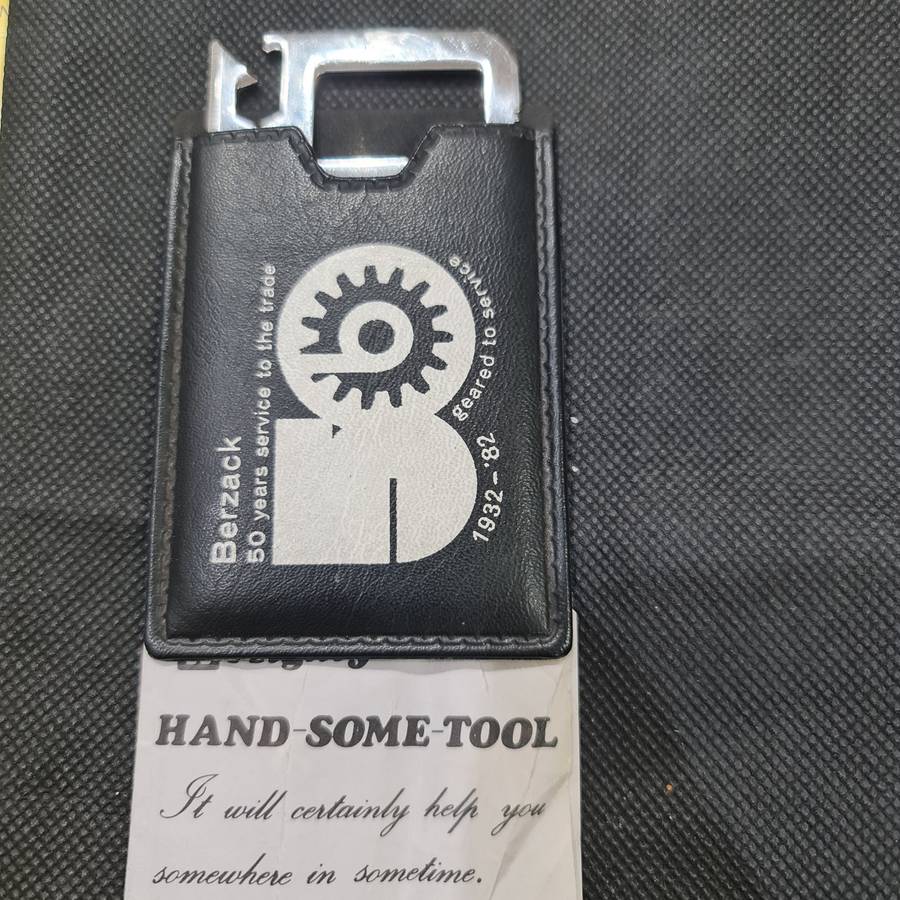 Berzack
50 years service to the trade
b
geared to service
1932-'82
HAND-SOME-TOOL
It will certainly help you
somewhere in sometime.